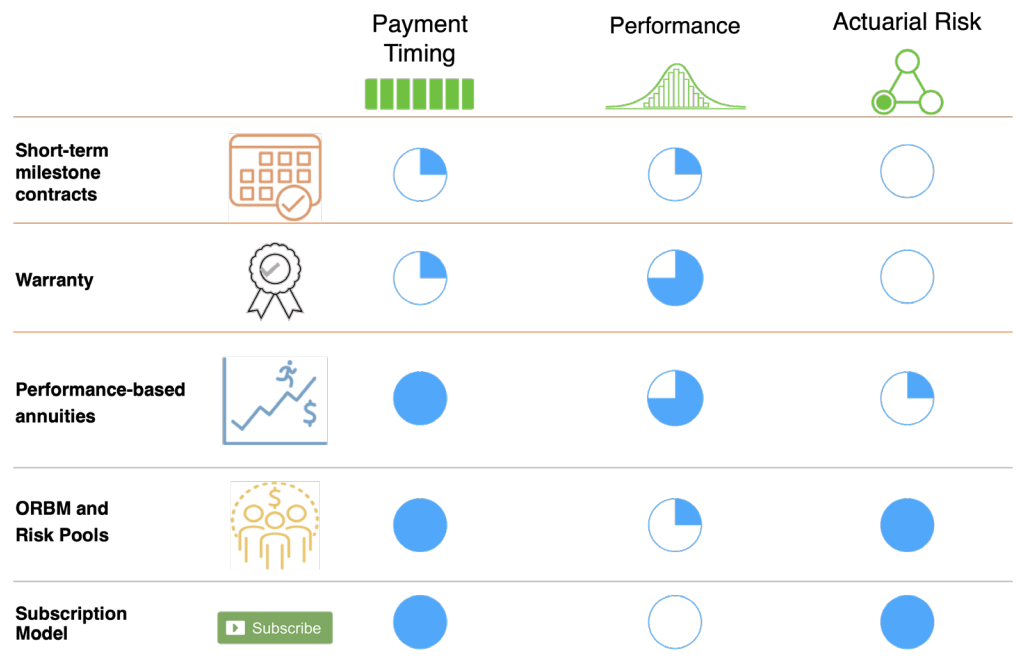 Payment
Timing
Performance
Actuarial Risk
Short-term
milestone
contracts
Warranty
Performance-based
annuities
$
ORBM and
Risk Pools
$
Subscription
Model
Subscribe